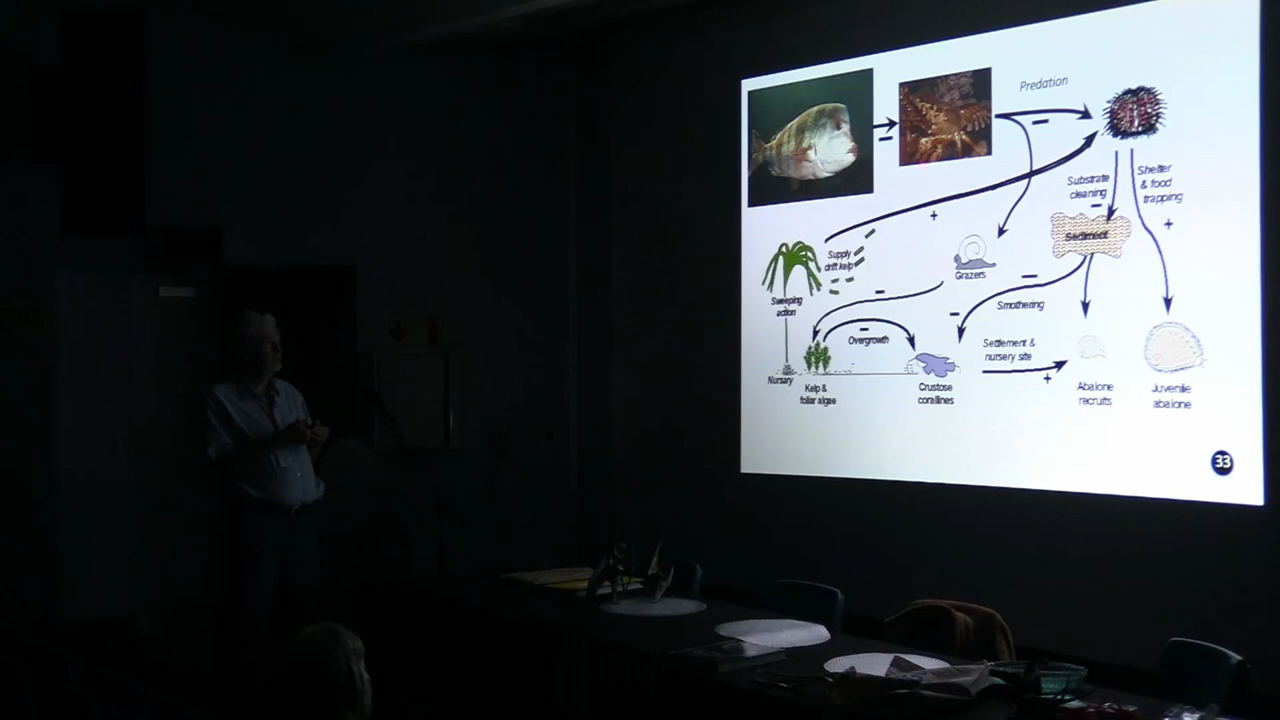 Predation
Substrate
cleaning
Shelter
& food
trapping
+
Sediment
+
Supply
drift kelp
Grazers
Sweeping
action
Smothering
Overgrowth
Settlement &
nursery site
+
Nursery
Kelp &
foliar algae
Crustose
corallines
Abalone
recruits
Juvenile
abalone
33